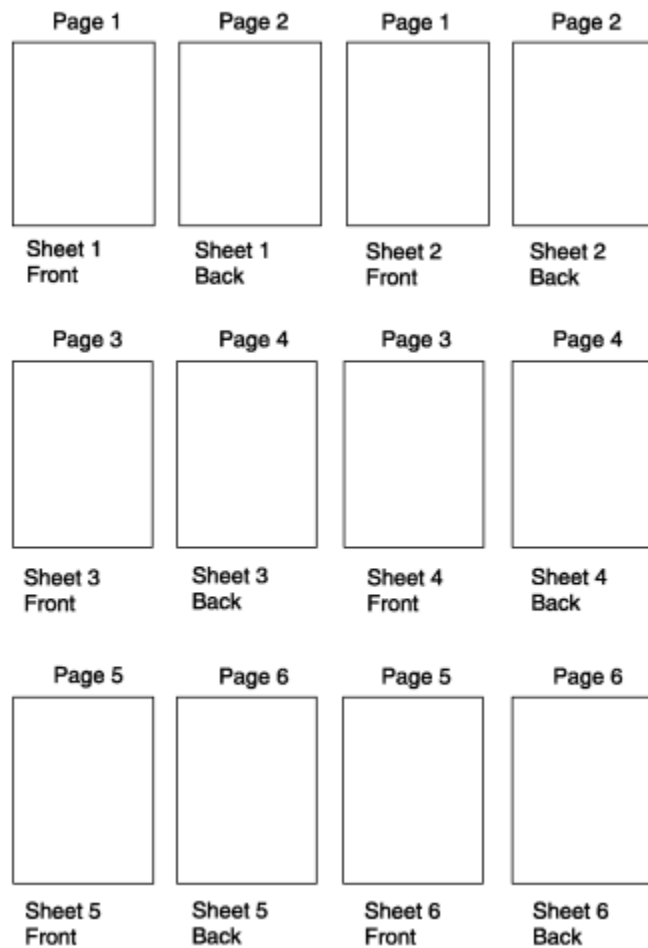 Page 1 Page 2 Page 1 Page 2
Sheet 1 Sheet 1 Sheet 2 Sheet 2
Front Back Front Back
Page 3 Page 4 Page 3 Page 4
Sheet 3 Sheet 3 Sheet 4 Sheet 4
Front Back Front Back
Page 5 Page 6 Page 5 Page 6
Sheet 5 Sheet 5 Sheet 6 Sheet 6
Front Back Front Back